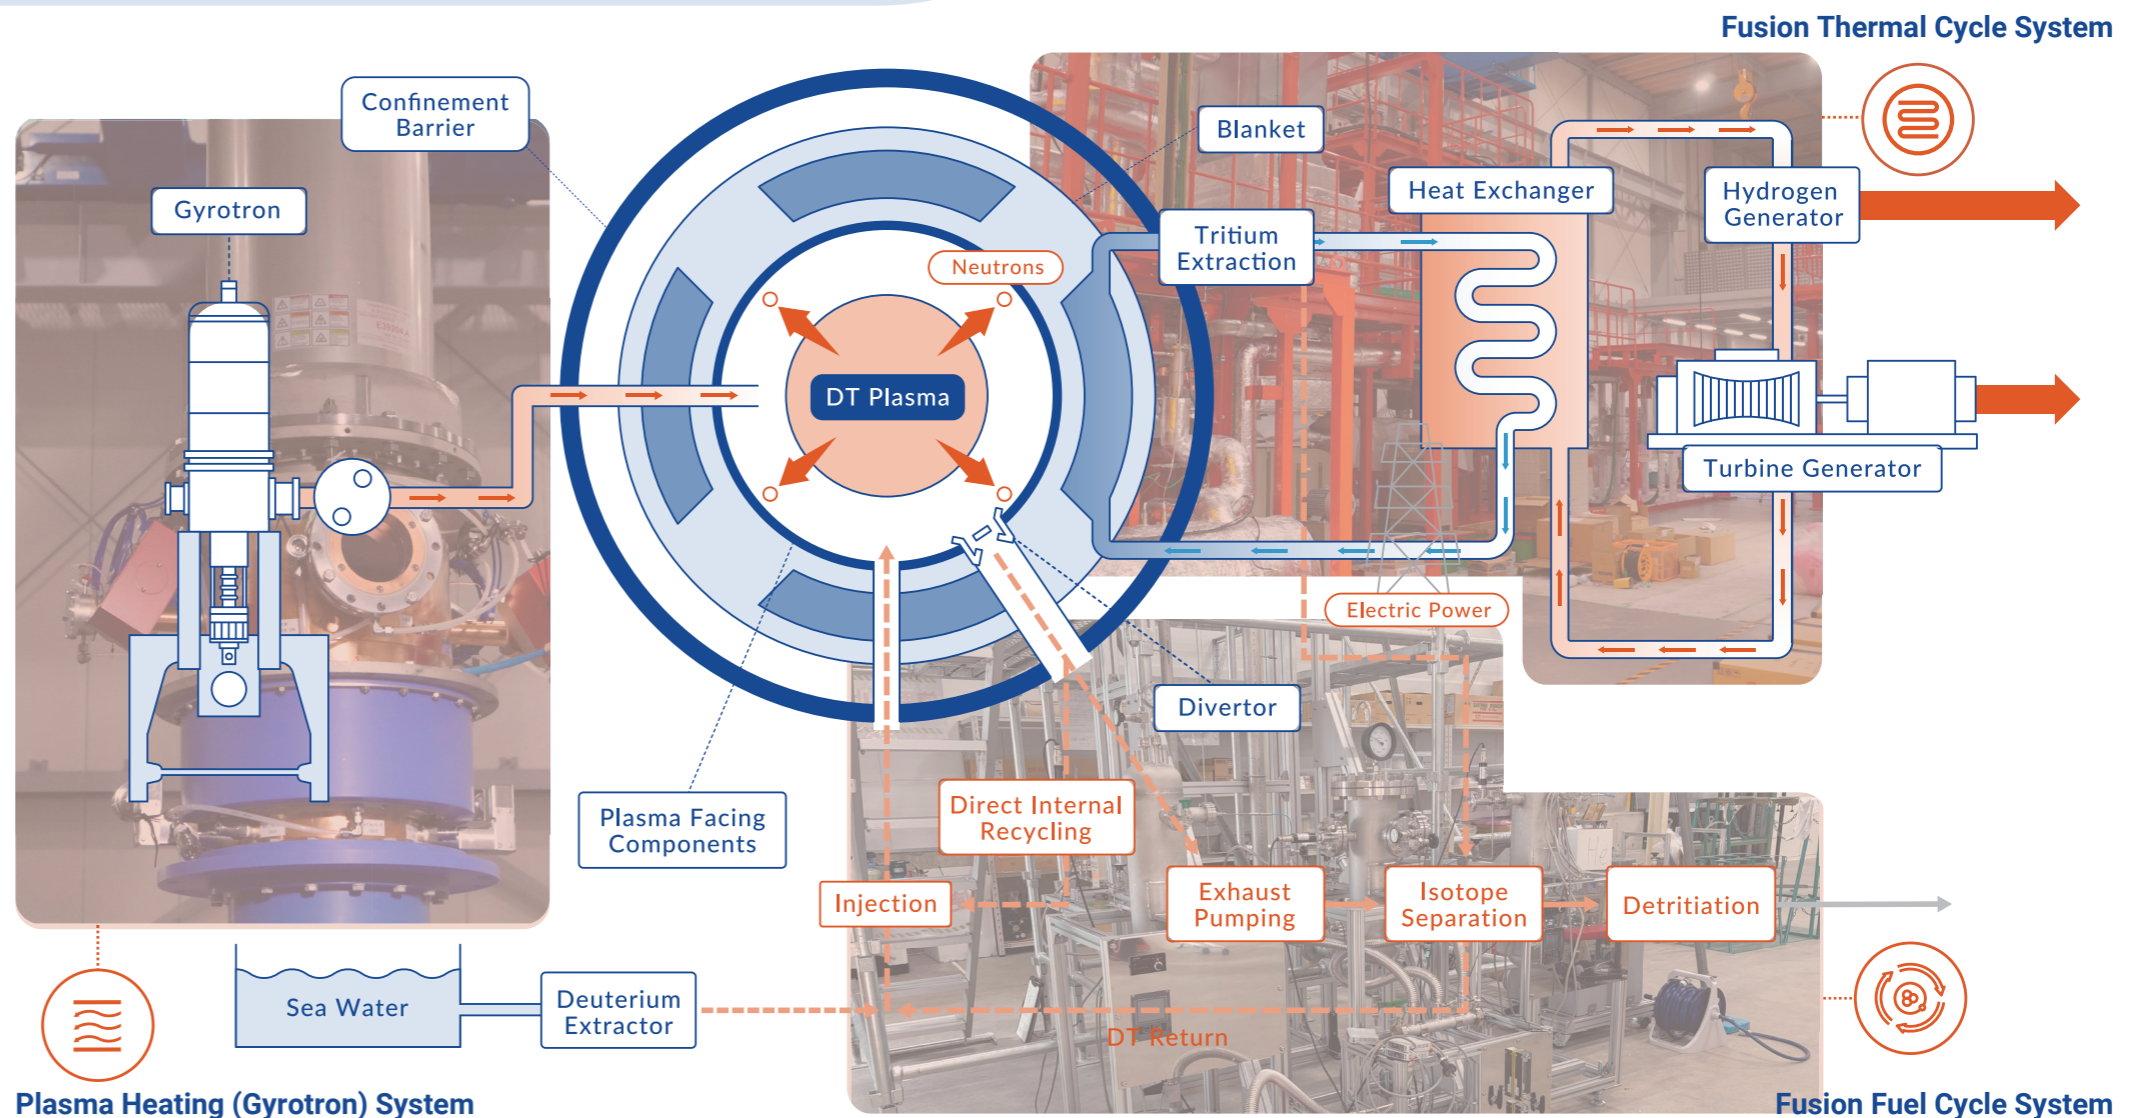 Fusion Thermal Cycle System
Confinement
Barrier
Blanket
Gyrotron
Heat Exchanger
Hydrogen
Generator
Tritium
Extraction
Neutrons
DT Plasma
Turbine Generator
Electric Power
Divertor
Plasma Facing
Components
Direct Internal
Recycling
Injection
Exhaust
Pumping
Isotope
Separation
Detritiation
Sea Water
Deuterium
Extractor
DT Return
Plasma Heating (Gyrotron) System
Fusion Fuel Cycle System